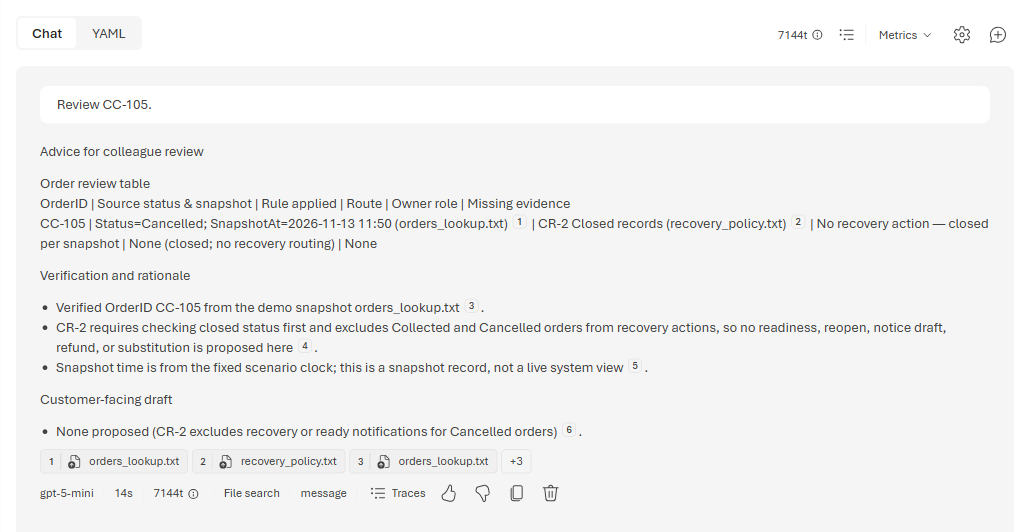 Chat YAML 7144t Metrics
Review CC-105.
Advice for colleague review
Order review table
OrderID | Source status & snapshot | Rule applied | Route | Owner role | Missing evidence
CC-105 | Status=Cancelled; SnapshotAt=2026-11-13 11:50 (orders_lookup.txt) 1 | CR-2 Closed records (recovery_policy.txt) 2 | No recovery action — closed
per snapshot | None (closed; no recovery routing) | None
Verification and rationale
• Verified OrderID CC-105 from the demo snapshot orders_lookup.txt 3 .
• CR-2 requires checking closed status first and excludes Collected and Cancelled orders from recovery actions, so no readiness, reopen, notice draft,
refund, or substitution is proposed here 4 .
• Snapshot time is from the fixed scenario clock; this is a snapshot record, not a live system view 5 .
Customer-facing draft
• None proposed (CR-2 excludes recovery or ready notifications for Cancelled orders) 6 .
1 orders_lookup.txt 2 recovery_policy.txt 3 orders_lookup.txt +3
gpt-5-mini 14s 7144t File search message Traces